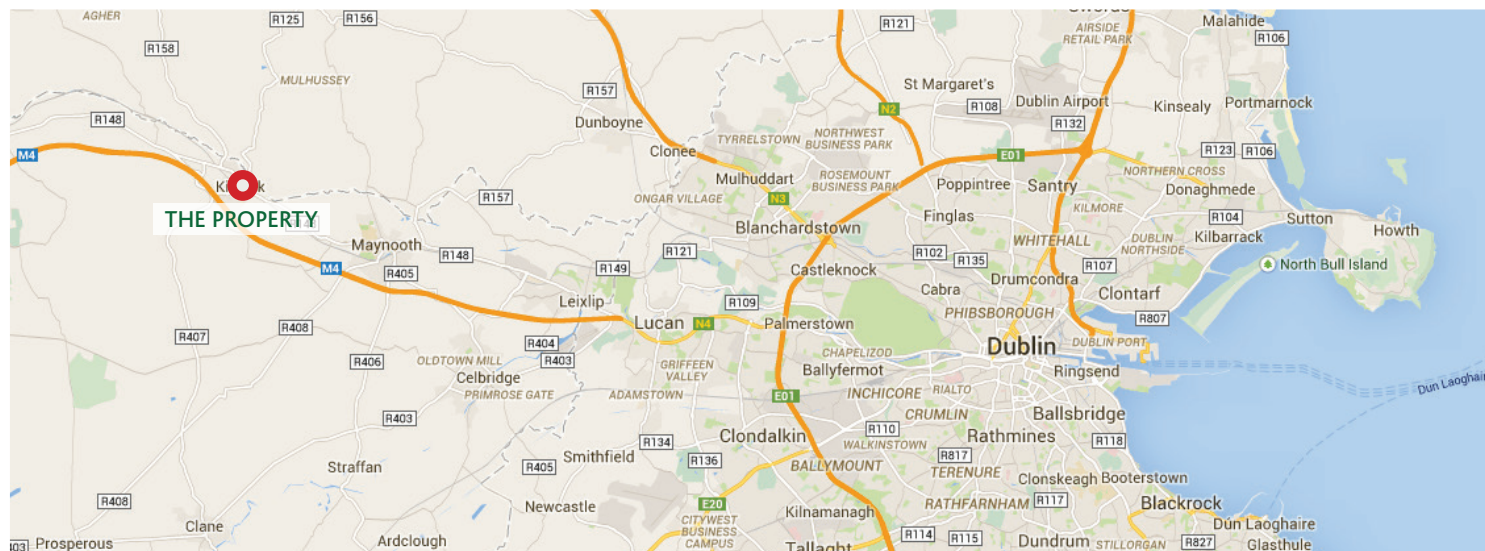 AGHER
R125
R156
R121
Malahide
R106
AIRSIDE
RETAIL PARK
R158
MULHUSSEY
R157
St Margaret's
R108
Dublin Airport
Kinsealy
Portmarnock
R148
Dunboyne
N2
R132
TYRRELSTOWN
NORTHWEST
BUSINESS PARK
M4
Clonee
E01
R123
R106
NORTHERN CROSS
Mulhuddart
ROSEMOUNT
BUSINESS PARK
Poppintree
Santry
Donaghmede
R157
ONGAR VILLAGE
N3
THE PROPERTY
Finglas
KILMORE
R104
Sutton
Blanchardstown
Kilbarrack
Howth
Maynooth
R148
R121
WHITEHALL
DUBLIN
NORTHSIDE
M4
R405
R149
Castleknock
R102
R135
R107
North Bull Island
Leixlip
R109
Cabra
Drumcondra
Clontarf
PHIBSBOROUGH
R807
R408
Lucan
N4
Palmerstown
R407
R404
R403
Dublin
DUBLIN PORT
R406
OLDTOWN MILL
GRIFFEEN
VALLEY
CHAPELIZOD
Ballyfermot
Ringsend
Celbridge
PRIMROSE GATE
ADAMSTOWN
E01
INCHICORE
RIALTO
Dun Laoghaire
R403
CRUMLIN
Ballsbridge
R134
Clondalkin
R110
WALKINSTOWN
Rathmines
R118
Straffan
R405
Smithfield
R136
BALLYMOUNT
R817
TERENURE
Clonskeagh
Booterstown
R408
Newcastle
E20
RATHFARNHAM
R117
Blackrock
Clane
CITYWEST
BUSINESS
CAMPUS
Kilnamanagh
Dun Laoghaire
Prosperous
Ardclough
Tallaght
R114
R115
Dundrum
STILLORGAN
R827
Glasthule